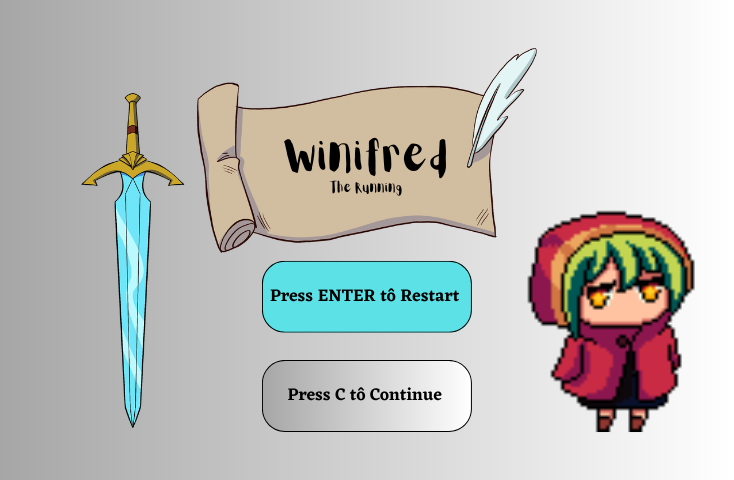 Winifred
The Running
Press ENTER tô Restart
Press C tô Continue